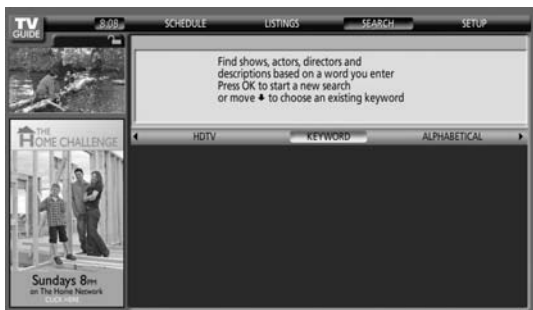 TV
GUIDE
8:08
SCHEDULE
LISTINGS
SEARCH
SETUP
Find shows, actors, directors and
descriptions based on a word you enter
Press OK to start a new search
or move ↓ to choose an existing keyword
HDTV
KEYWORD
ALPHABETICAL
THE
HOME CHALLENGE
Sundays 8PM
on The Home Network
CLICK HERE